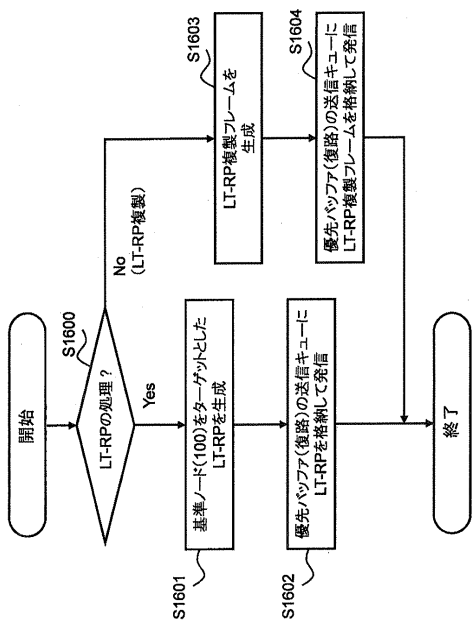 開始
S1600
LT-RPの処理？
Yes
No
(LT-RP複製)
S1601
基準ノード(100)をターゲットとした
LT-RPを生成
S1602
優先バッファ(復路)の送信キューに
LT-RPを格納して発信
S1603
LT-RP複製フレームを
生成
S1604
優先バッファ(復路)の送信キューに
LT-RP複製フレームを格納して発信
終了